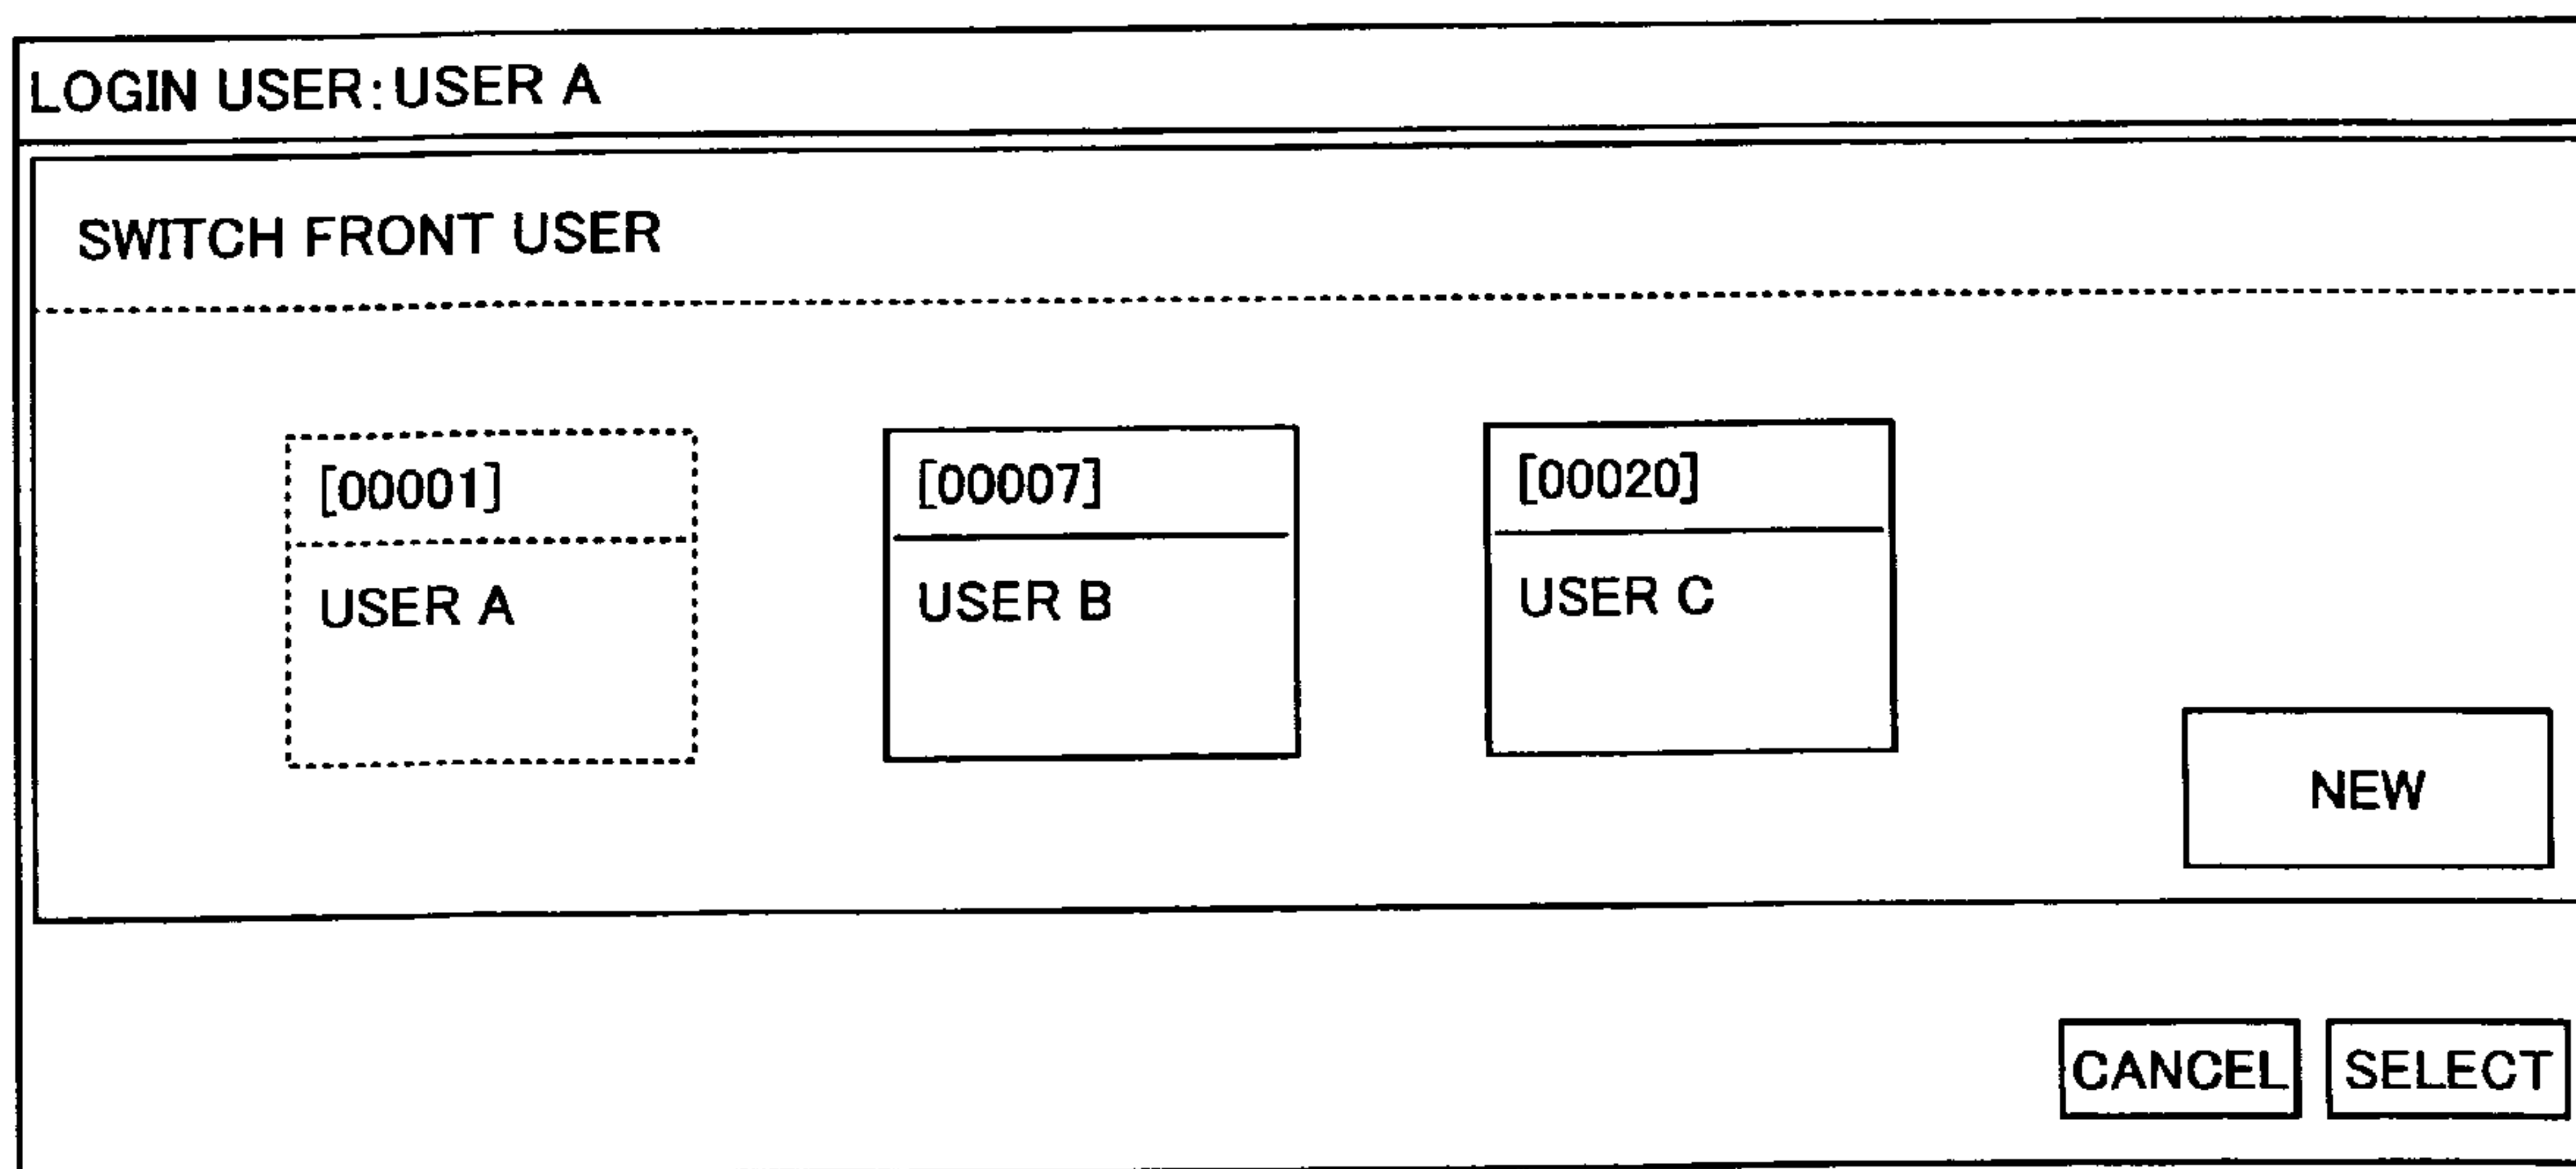 LOGIN USER:USER A
SWITCH FRONT USER
[00001]
USER A
[00007]
USER B
[00020]
USER C
NEW
CANCEL
SELECT